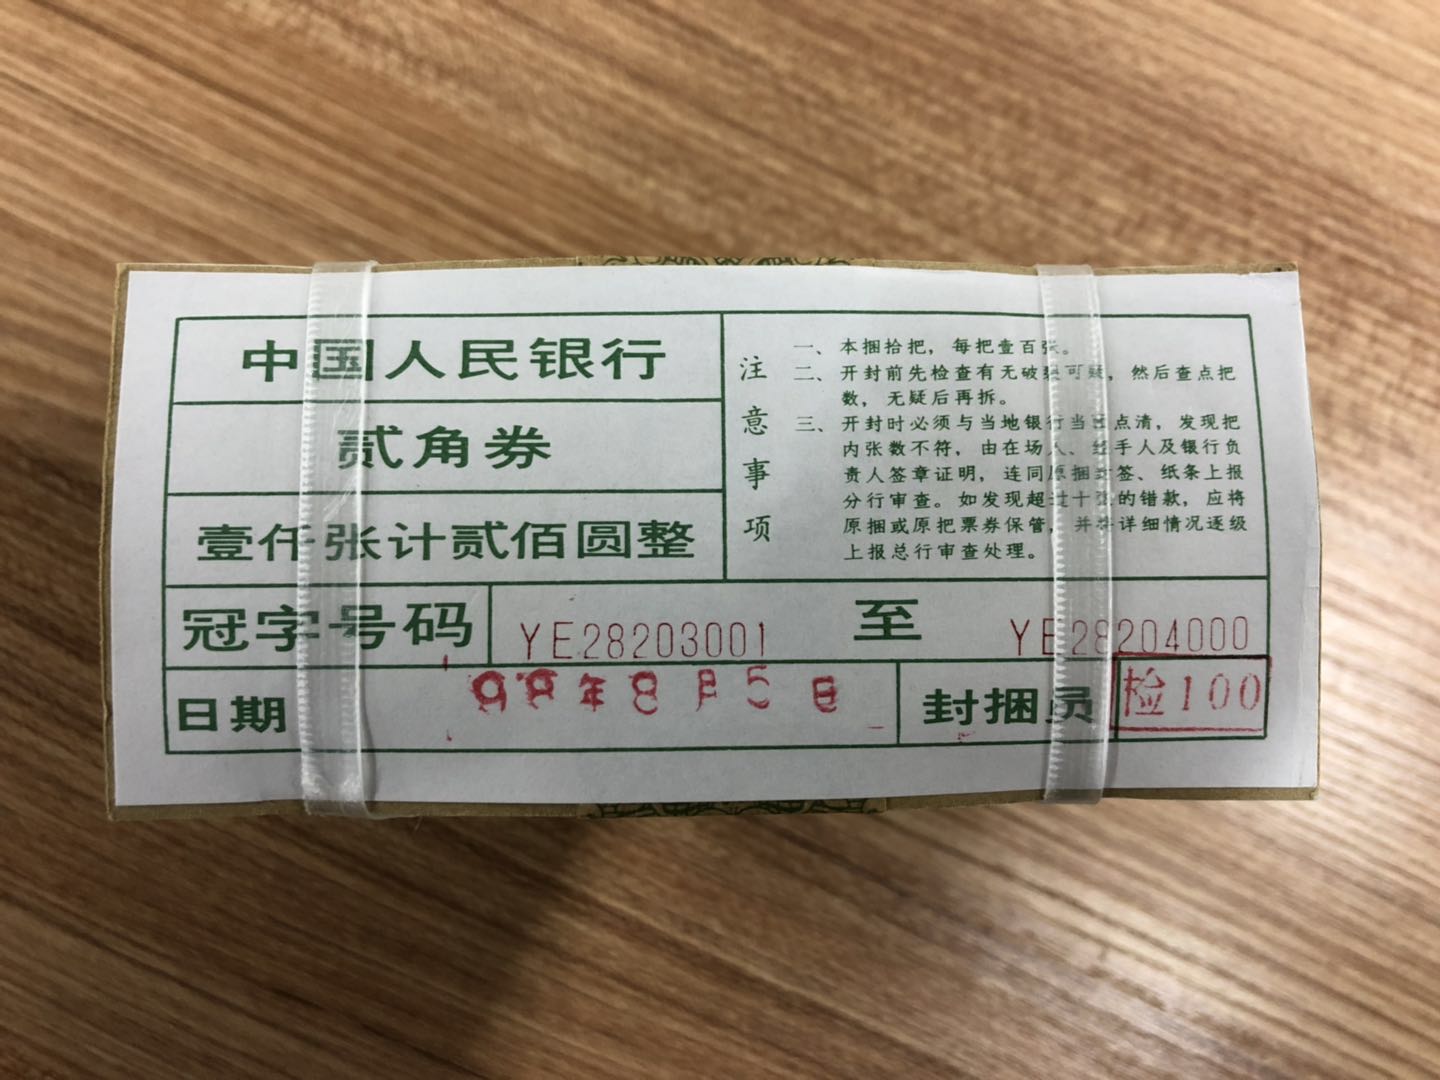 中国人民银行
贰角券
壹仟张计贰佰圆整
注意事项
一、本捆拾把，每把壹百张。
二、开封前先检查有无破裂可疑，然后查点把
数，无疑后再拆。
三、开封时必须与当地银行当面点清，发现把
内张数不符，由在场人、经手人及银行负
责人签章证明，连同原捆封签、纸条上报
分行审查。如发现超过十张的错款，应将
原捆或原把票券保管，并将详细情况逐级
上报总行审查处理。
冠字号码 YE28203001 至 YE28204000
日期 98年8月5日 封捆员 检100